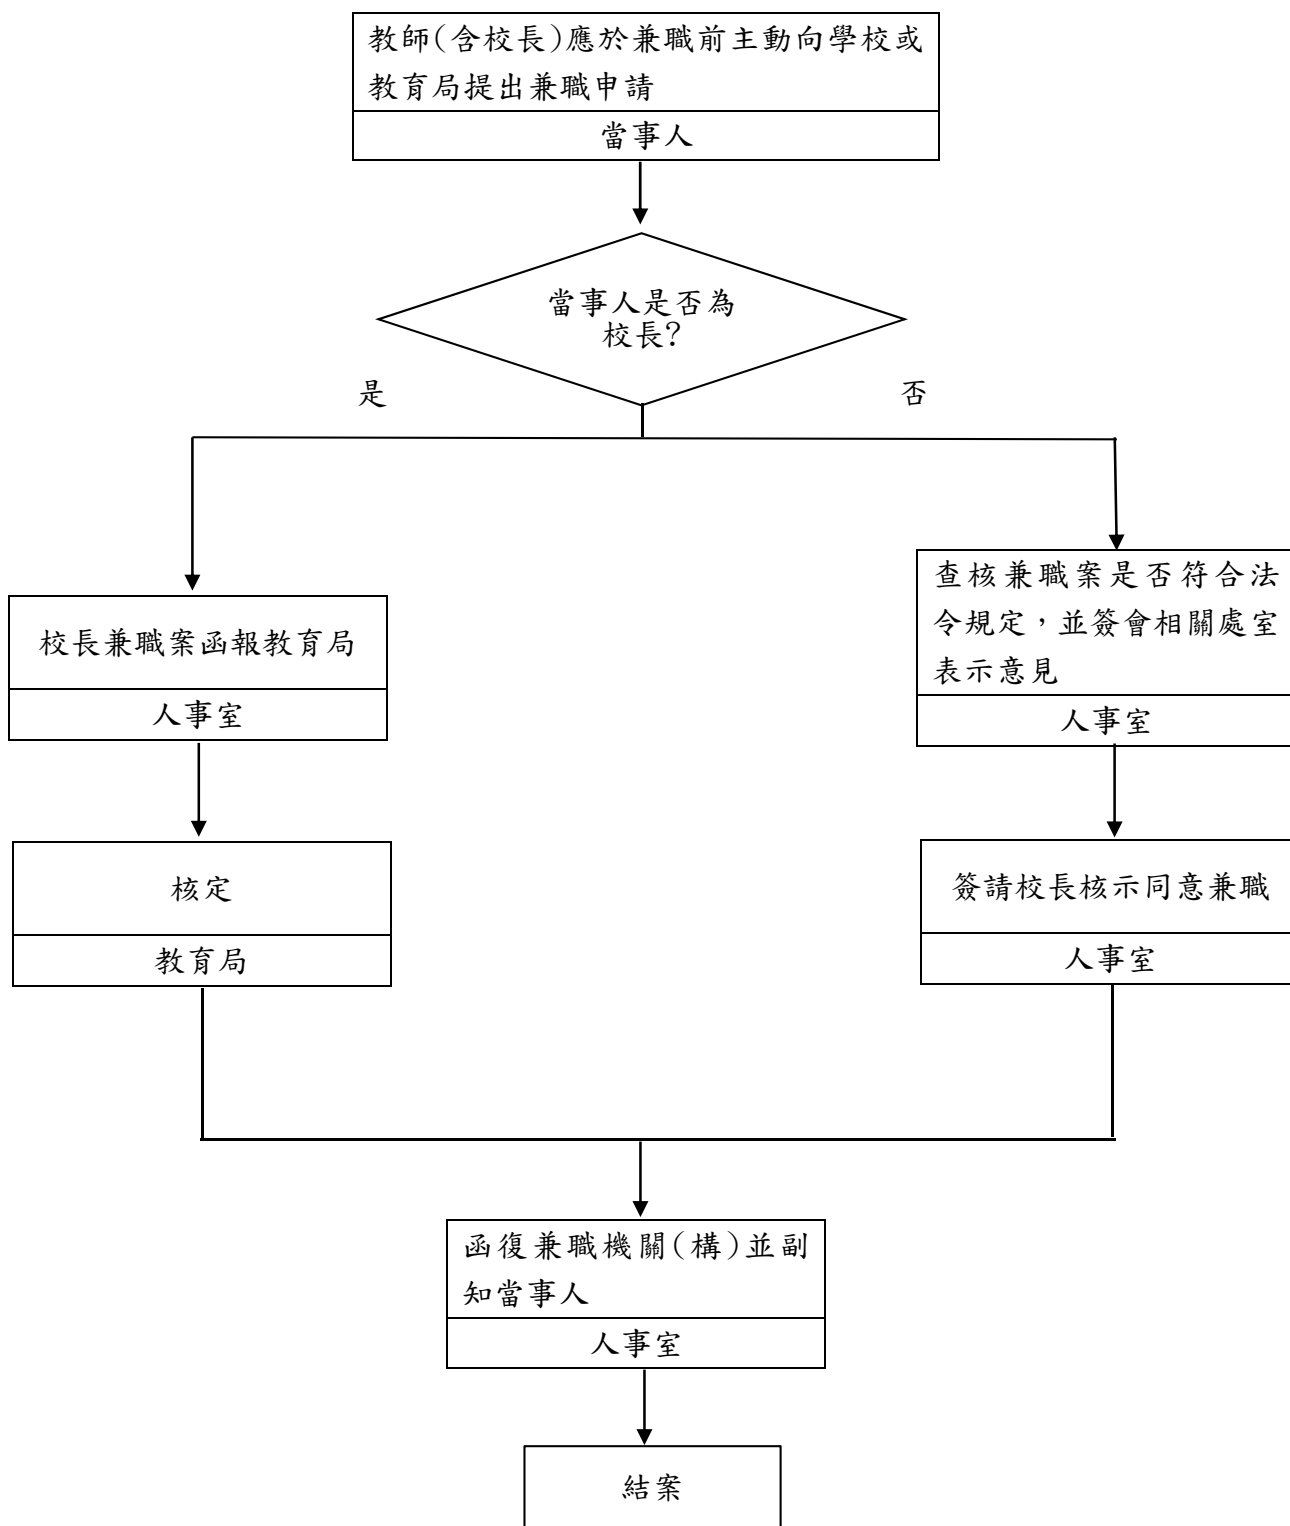 教師(含校長)應於兼職前主動向學校或
教育局提出兼職申請
當事人
當事人是否為
校長?
是
否
校長兼職案函報教育局
人事室
查核兼職案是否符合法
令規定，並簽會相關處室
表示意見
人事室
核定
教育局
簽請校長核示同意兼職
人事室
函復兼職機關(構)並副
知當事人
人事室
結案